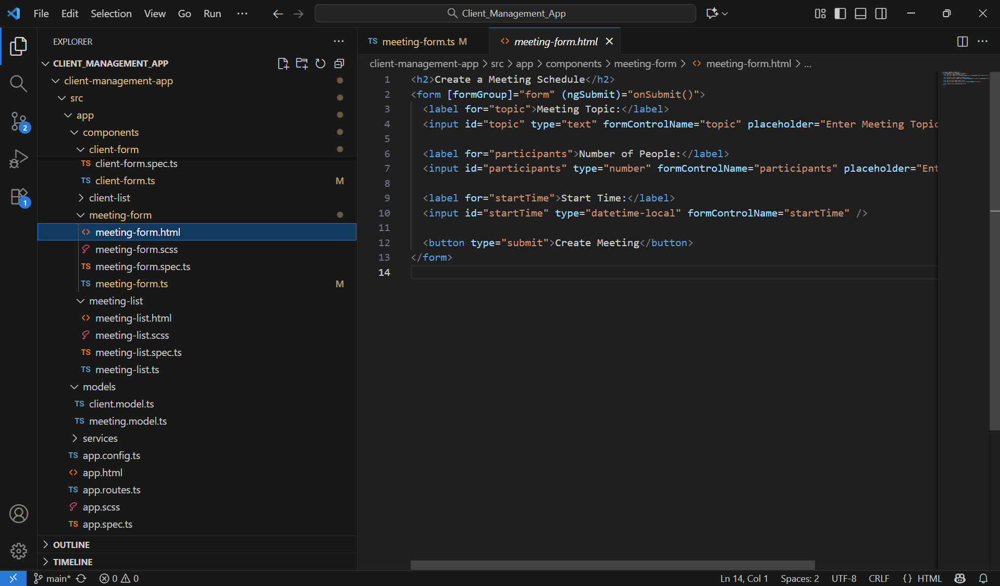 File Edit Selection View Go Run ··· Client_Management_App
EXPLORER
CLIENT_MANAGEMENT_APP
client-management-app
src
app
components
client-form
TS client-form.spec.ts
TS client-form.ts M
client-list
meeting-form
<> meeting-form.html
meeting-form.scss
TS meeting-form.spec.ts
TS meeting-form.ts M
meeting-list
<> meeting-list.html
meeting-list.scss
TS meeting-list.spec.ts
TS meeting-list.ts
models
TS client.model.ts
TS meeting.model.ts
services
TS app.config.ts
<> app.html
TS app.routes.ts
app.scss
TS app.spec.ts
OUTLINE
TIMELINE
2
1
TS meeting-form.ts M <> meeting-form.html
client-management-app > src > app > components > meeting-form > <> meeting-form.html > ...
1 <h2>Create a Meeting Schedule</h2>
2 <form [formGroup]="form" (ngSubmit)="onSubmit()">
3 <label for="topic">Meeting Topic:</label>
4 <input id="topic" type="text" formControlName="topic" placeholder="Enter Meeting Topic
5
6 <label for="participants">Number of People:</label>
7 <input id="participants" type="number" formControlName="participants" placeholder="Ent
8
9 <label for="startTime">Start Time:</label>
10 <input id="startTime" type="datetime-local" formControlName="startTime" />
11
12 <button type="submit">Create Meeting</button>
13 </form>
14
main* 0 0 Ln 14, Col 1 Spaces: 2 UTF-8 CRLF {} HTML